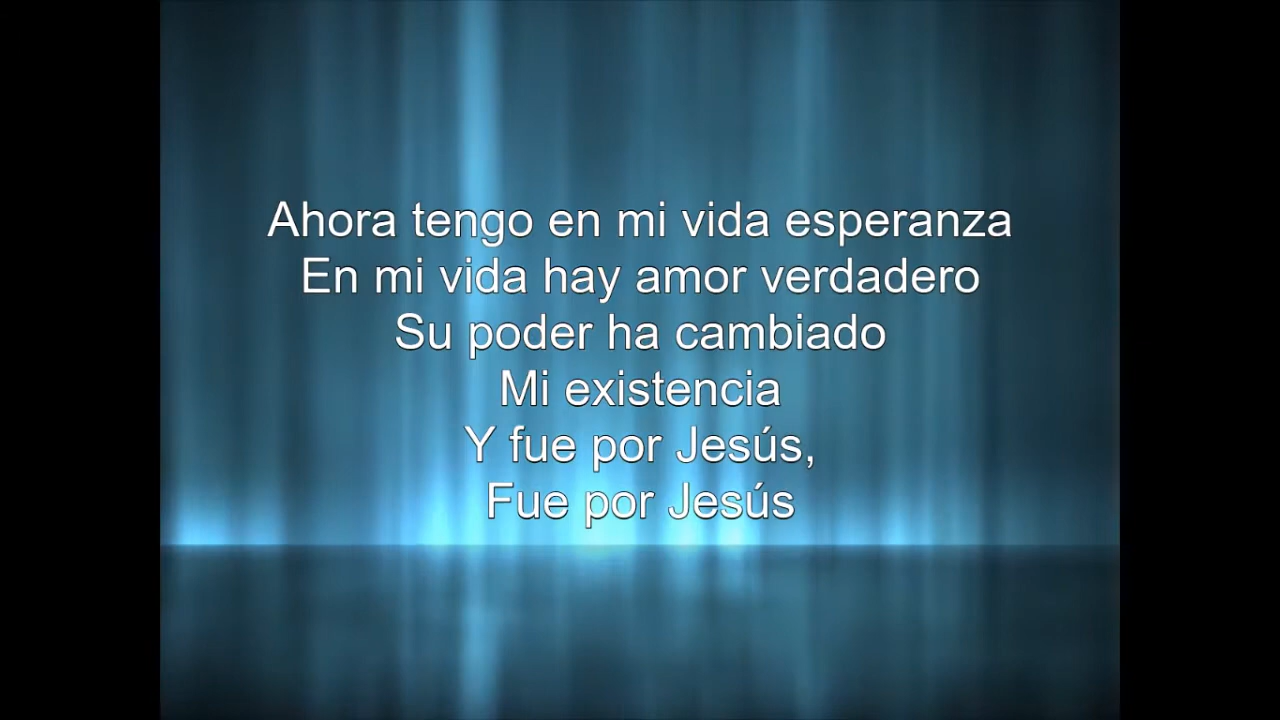 Ahora tengo en mi vida esperanza
En mi vida hay amor verdadero
Su poder ha cambiado
Mi existencia
Y fue por Jesús,
Fue por Jesús